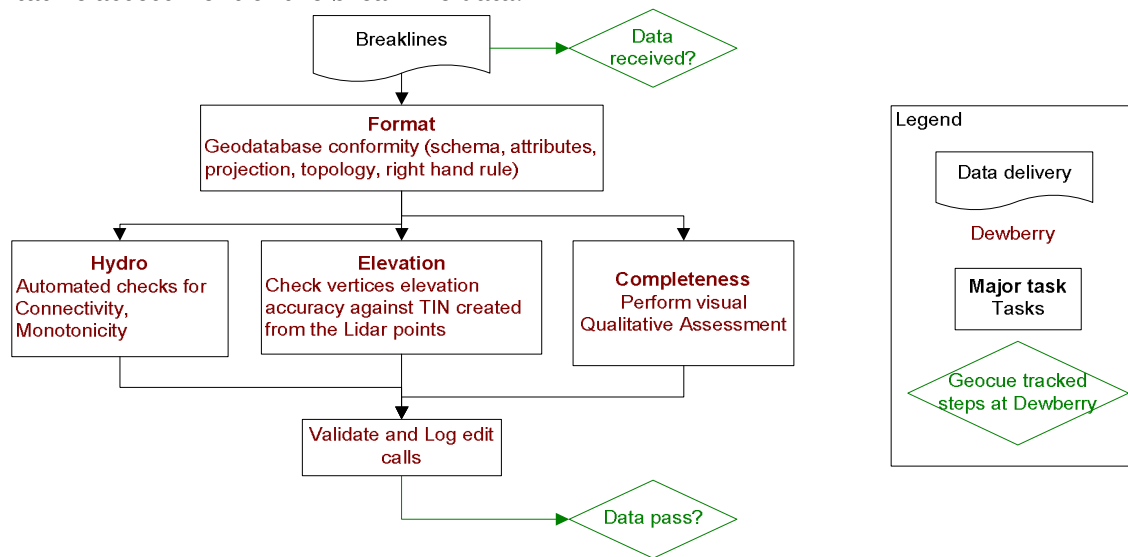 Breaklines
Data
received?
Format
Geodatabase conformity (schema, attributes,
projection, topology, right hand rule)
Hydro
Automated checks for
Connectivity,
Monotonicity
Elevation
Check vertices elevation
accuracy against TIN created
from the Lidar points
Completeness
Perform visual
Qualitative Assessment
Validate and Log edit
calls
Data pass?
Legend
Data delivery
Dewberry
Major task
Tasks
Geocue tracked
steps at Dewberry